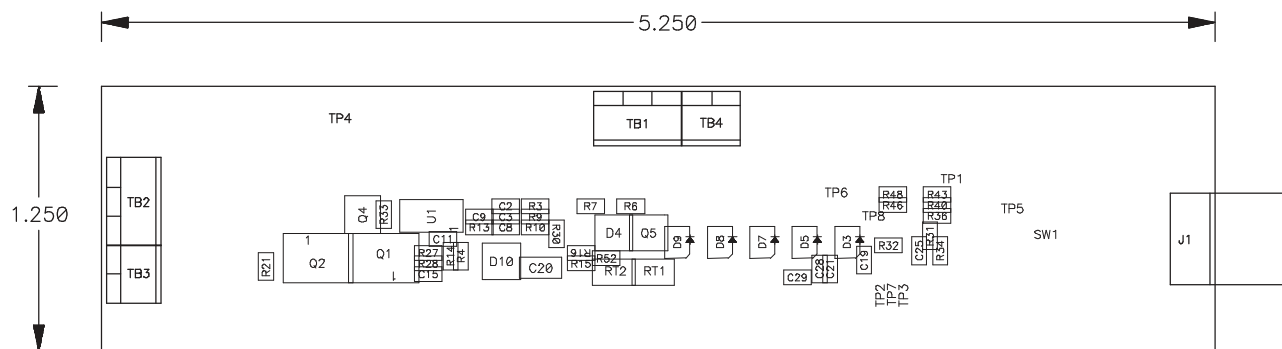 5.250
1.250
TP4
TB1 TB4
TB2
TB3
TP1
TP6
TP8
TP5
SW1
J1
R48 R43
R46 R40
R36
Q4 R33 U1 1
C2 R3
C9 C3 R9
R13 C8 R10
R30
R7 R6
D4 Q5
D9 D8 D7 D5 D3
R32
C25 R31 R34
C11
1
Q2 Q1
1
R21
R27
R28
C15
R14 R4
D10 C20
R16
R15 R52
RT2 RT1
C29 C28 C21 C19
TP2 TP7 TP3